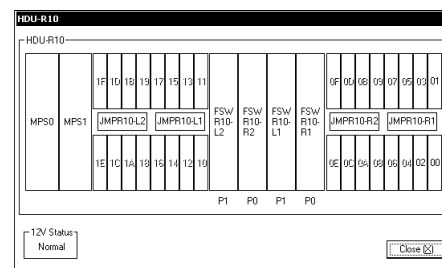 HDU-R10
HDU-R10
1F 1D 1B 19 17 15 13 11
0F 0D 0B 09 07 05 03 01
MPS0 MPS1
JMPR10-L2 JMPR10-L1
FSW R10-L2
FSW R10-R2
FSW R10-L1
FSW R10-R1
JMPR10-R2 JMPR10-R1
1E 1C 1A 18 16 14 12 10
0E 0C 0A 08 06 04 02 00
P1 P0 P1 P0
12V Status
Normal
Close (X)